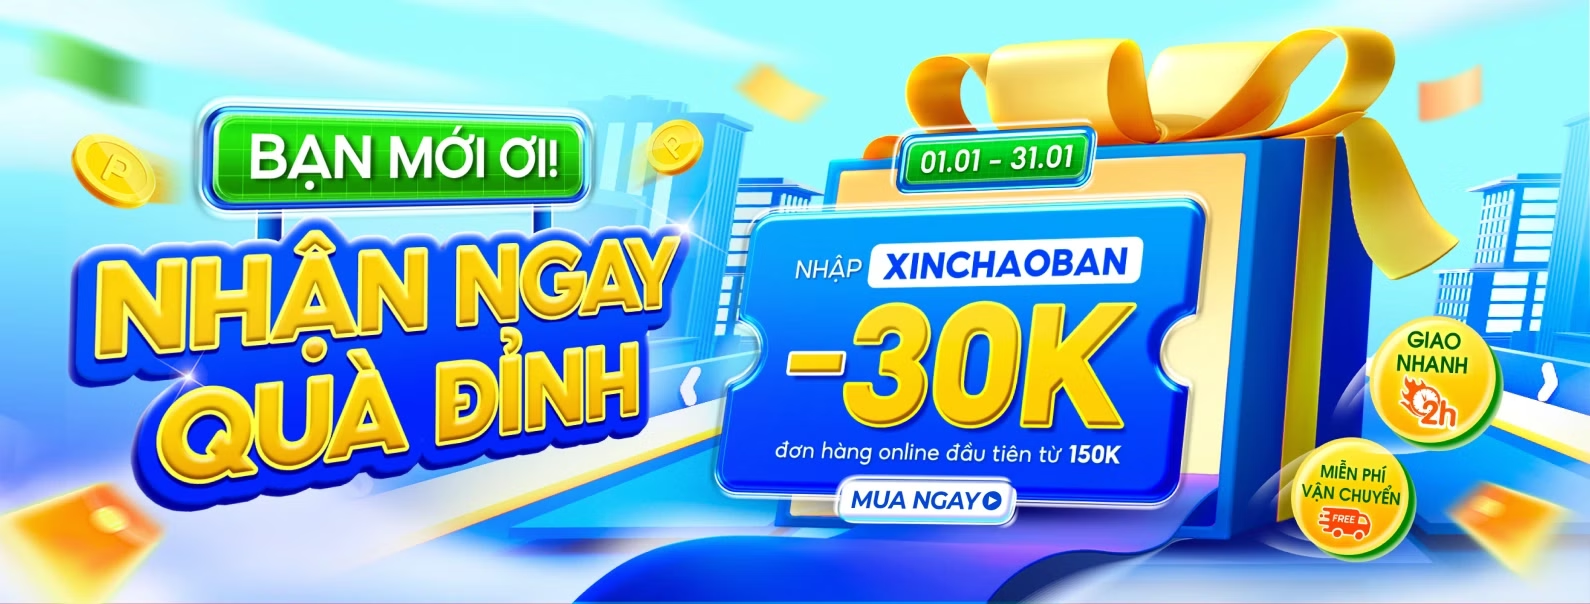 BẠN MỚI ƠI!
NHẬN NGAY
QUÀ ĐỈNH
01.01 - 31.01
NHẬP XINCHAOBAN
-30K
đơn hàng online đầu tiên từ 150K
MUA NGAY
GIAO
NHANH
2h
MIỄN PHÍ
VẬN CHUYỂN
FREE
P
P